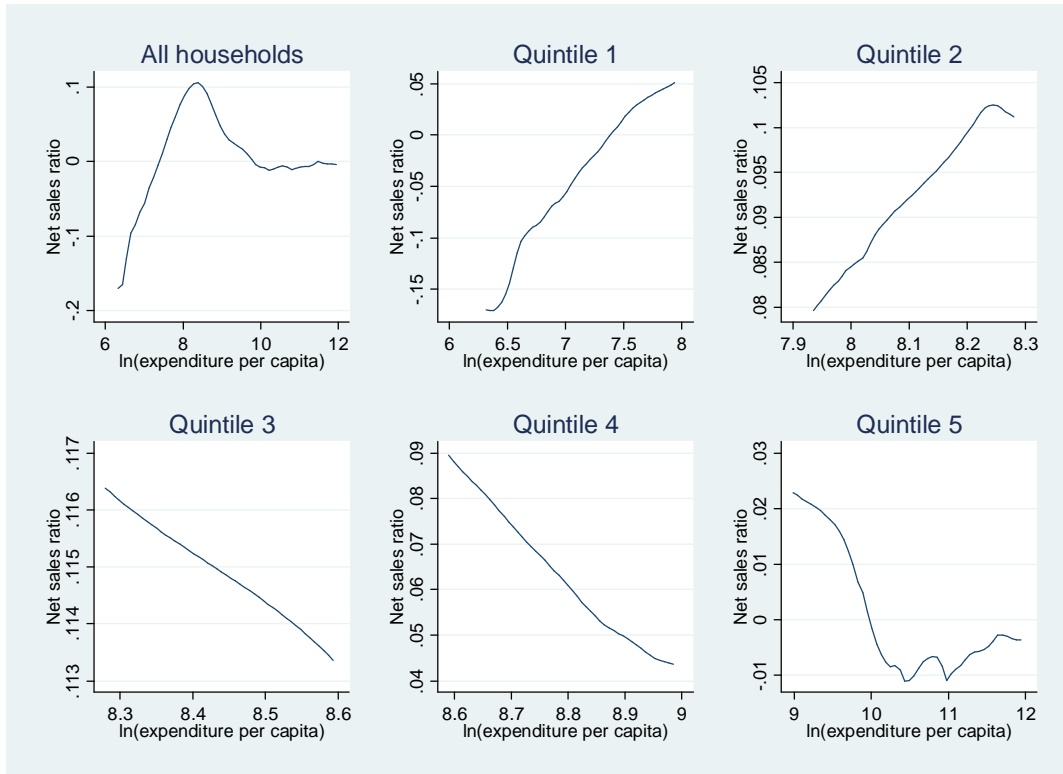 All households
Quintile 1
Quintile 2
Net sales ratio
.1
0
-.1
-.2
6 8 10 12
ln(expenditure per capita)
Net sales ratio
.05
0
-.05
-.1
-.15
6 6.5 7 7.5 8
ln(expenditure per capita)
Net sales ratio
.105
.1
.095
.09
.085
.08
7.9 8 8.1 8.2 8.3
ln(expenditure per capita)
Quintile 3
Quintile 4
Quintile 5
Net sales ratio
.117
.116
.115
.114
.113
8.3 8.4 8.5 8.6
ln(expenditure per capita)
Net sales ratio
.09
.08
.07
.06
.05
.04
8.6 8.7 8.8 8.9 9
ln(expenditure per capita)
Net sales ratio
.03
.02
.01
0
-.01
9 10 11 12
ln(expenditure per capita)